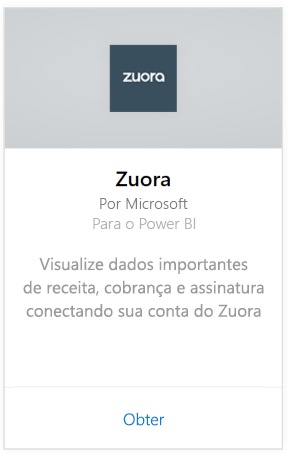 zuora
Zuora
Por Microsoft
Para o Power BI
Visualize dados importantes
de receita, cobrança e assinatura
conectando sua conta do Zuora
Obter